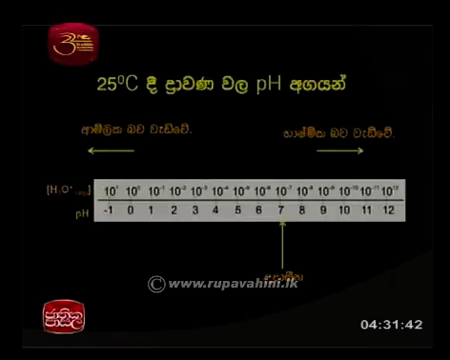 25⁰C දී ද්‍රාවණ වල pH අගයන්
ආම්ලික බව වැඩිවේ.
භාශ්මික බව වැඩිවේ.
[H₃O⁺₍ₐq₎] 10¹ 10⁰ 10⁻¹ 10⁻² 10⁻³ 10⁻⁴ 10⁻⁵ 10⁻⁶ 10⁻⁷ 10⁻⁸ 10⁻⁹ 10⁻¹⁰ 10⁻¹¹ 10⁻¹²
pH -1 0 1 2 3 4 5 6 7 8 9 10 11 12
© www.rupavahini.lk
ජාතික
පාසල
04:31:42